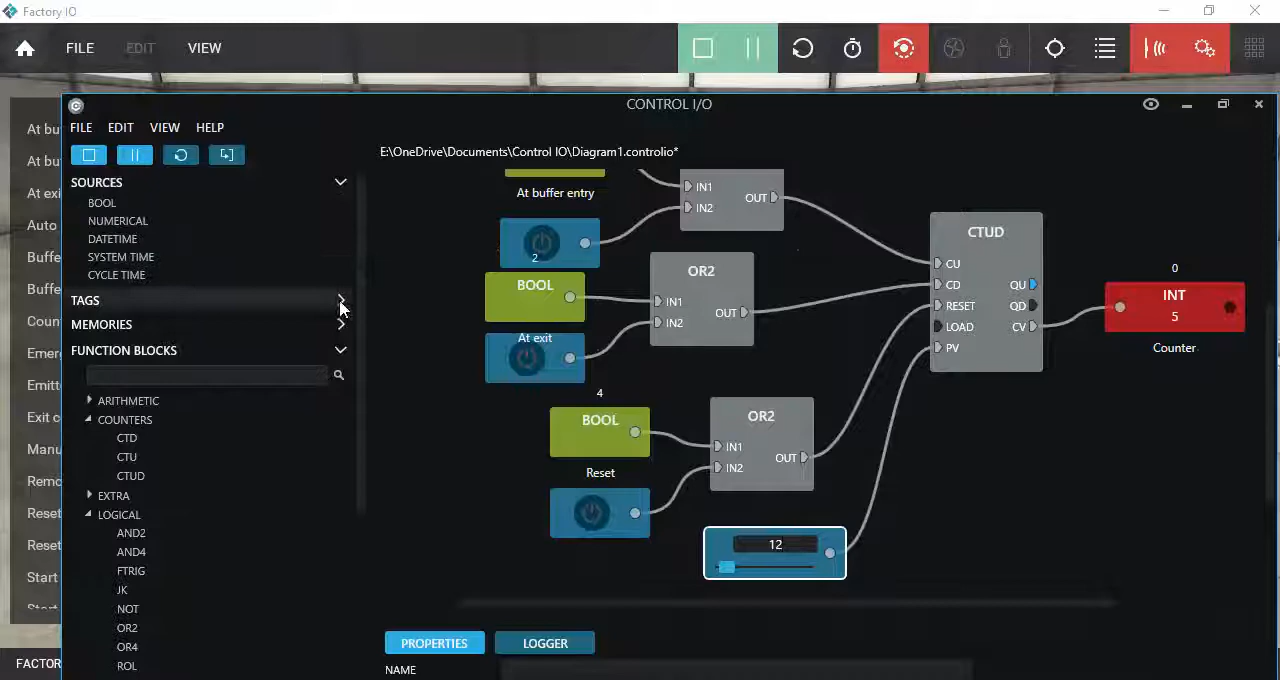 Factory IO
FILE
EDIT
VIEW
CONTROL I/O
FILE
EDIT
VIEW
HELP
E:\OneDrive\Documents\Control IO\Diagram1.controlio*
At bu
At bu
At exi
Auto
Buffe
Buffe
Coun
Emerg
Emitt
Exit c
Manu
Remo
Reset
Reset
Start
FACTOR
SOURCES
BOOL
NUMERICAL
DATETIME
SYSTEM TIME
CYCLE TIME
TAGS
MEMORIES
FUNCTION BLOCKS
ARITHMETIC
COUNTERS
CTD
CTU
CTUD
EXTRA
LOGICAL
AND2
AND4
FTRIG
JK
NOT
OR2
OR4
ROL
At buffer entry
IN1
IN2
OUT
2
BOOL
At exit
OR2
IN1
IN2
OUT
4
BOOL
Reset
OR2
IN1
IN2
OUT
12
CTUD
CU
CD
RESET
LOAD
PV
QU
QD
CV
0
INT
5
Counter
PROPERTIES
LOGGER
NAME